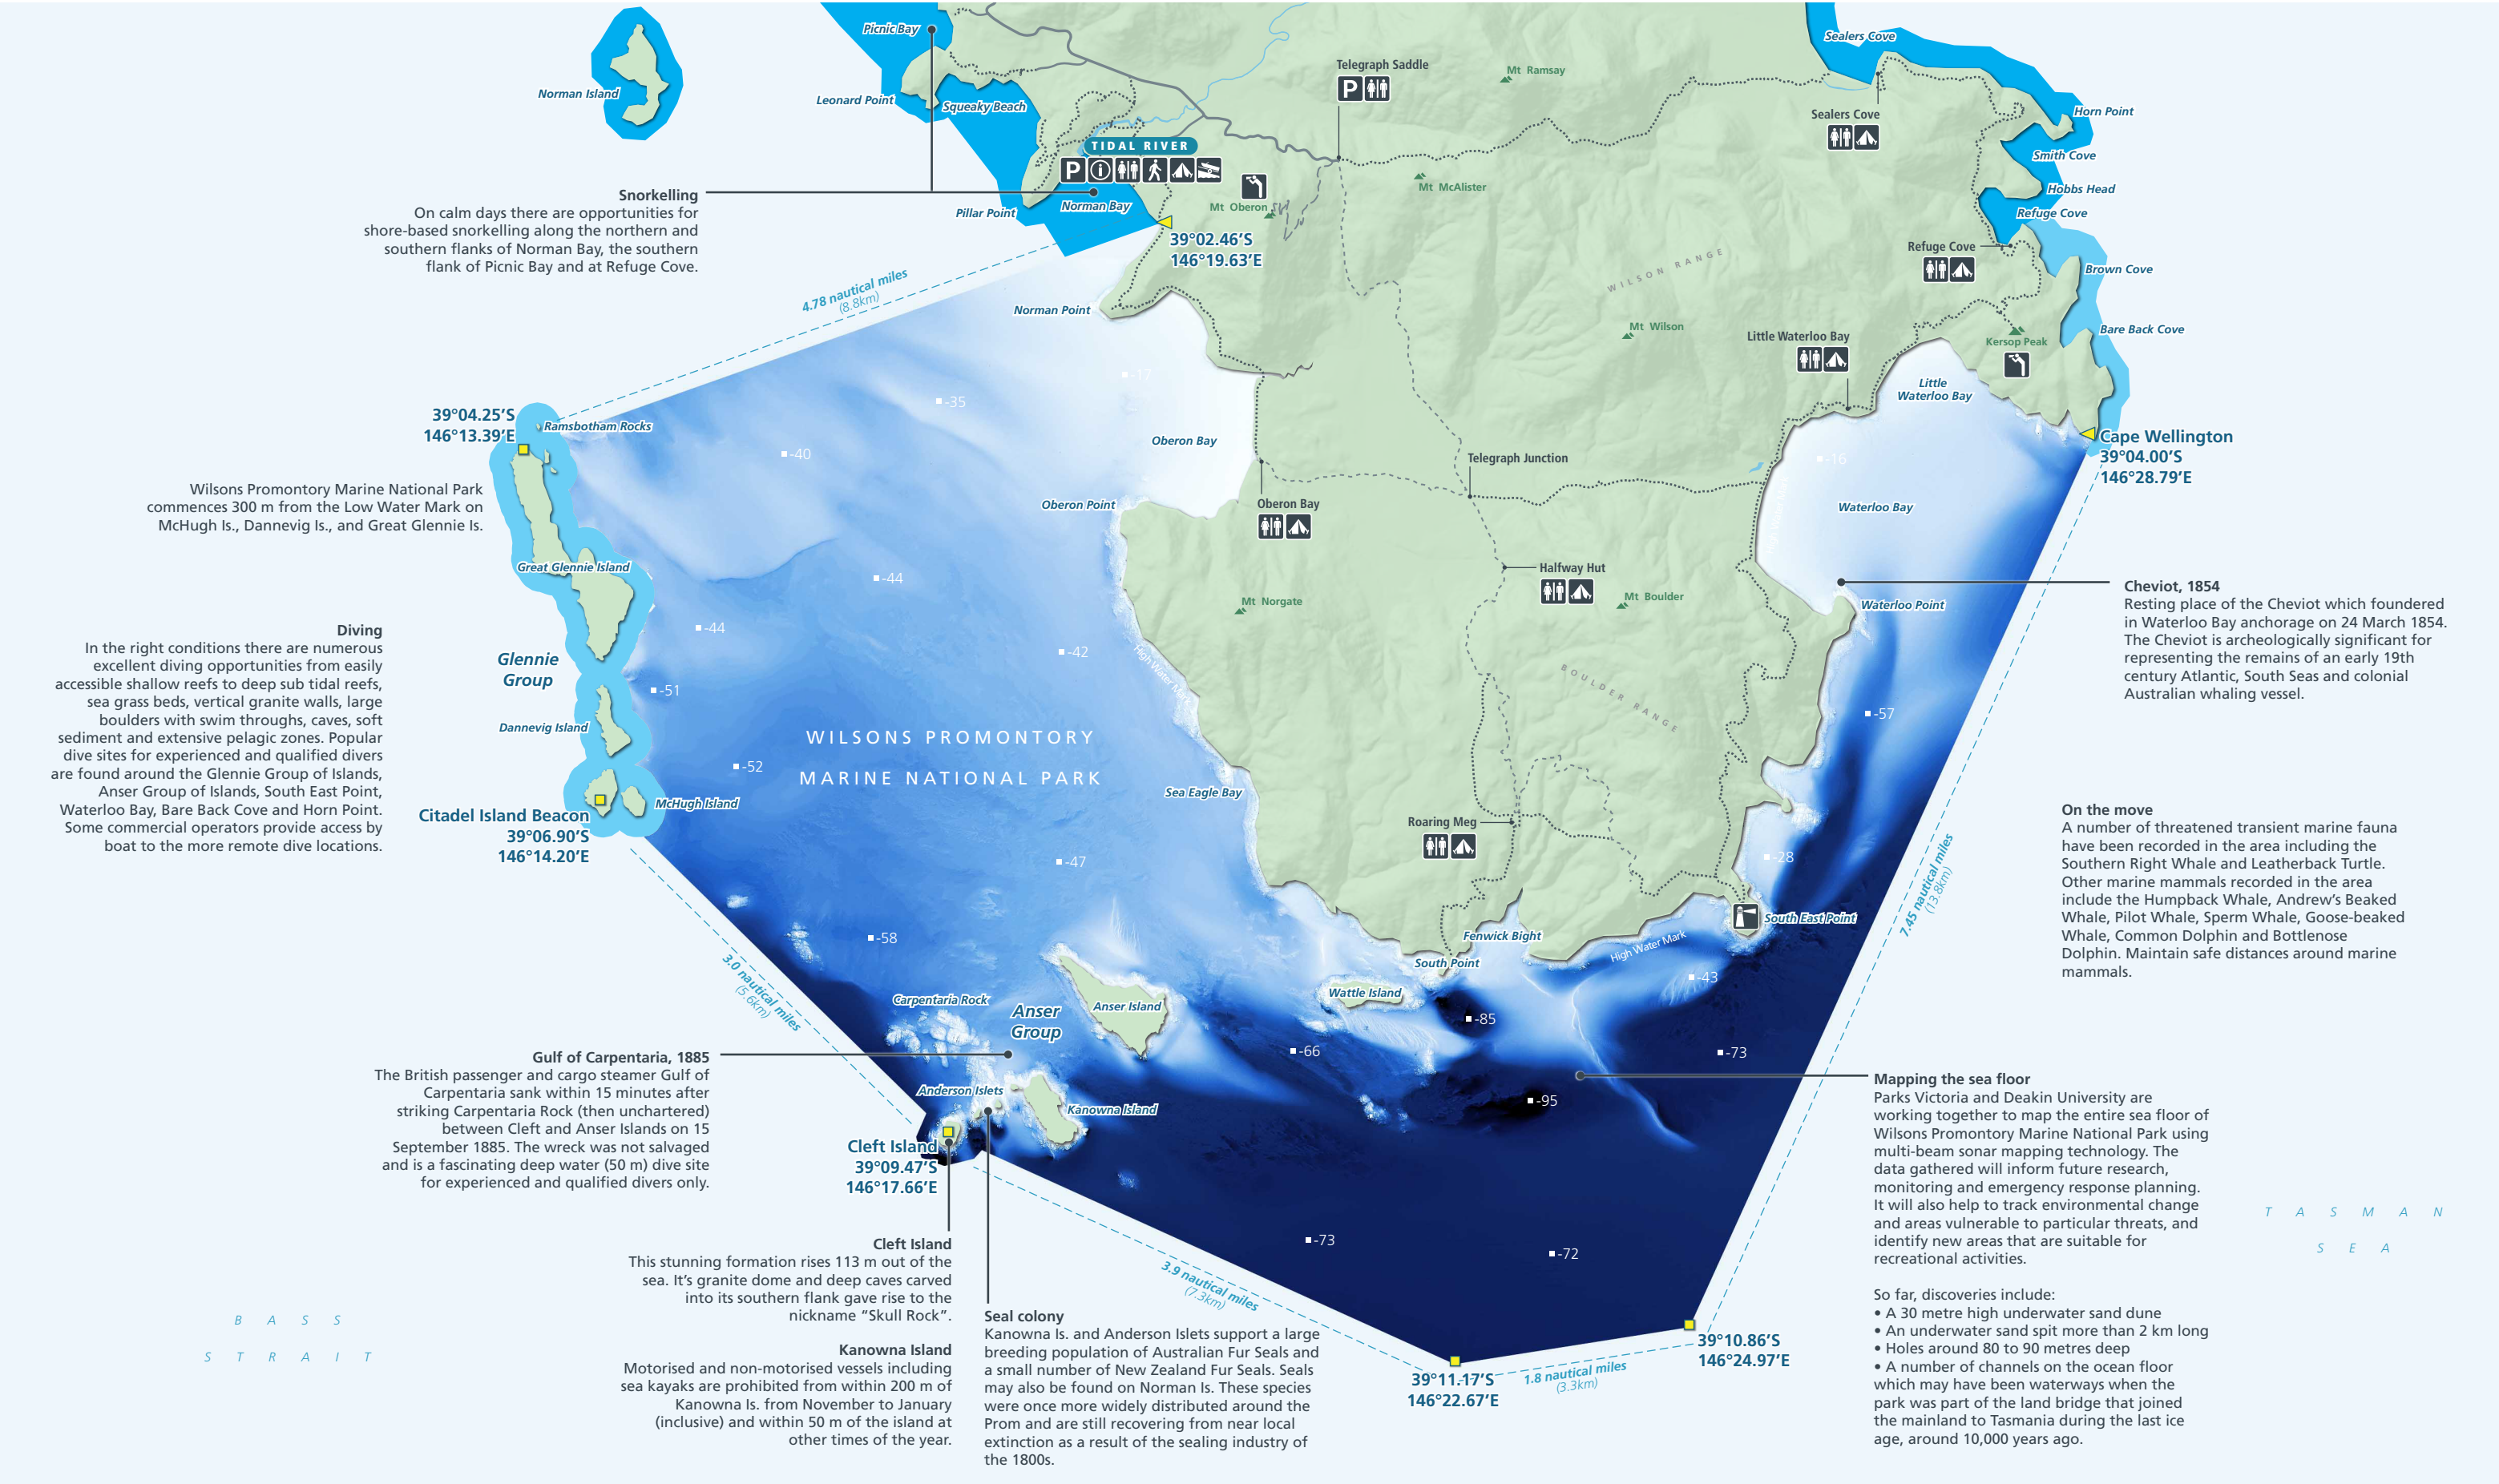 Picnic Bay
Sealers Cove
Norman Island
Leonard Point
Squeaky Beach
Telegraph Saddle
P
Mt Ramsay
Sealers Cove
Horn Point
Smith Cove
Hobbs Head
Refuge Cove
TIDAL RIVER
P i
Mt McAlister
Mt Oberon
Norman Bay
Pillar Point
39°02.46’S
146°19.63’E
Snorkelling
On calm days there are opportunities for
shore-based snorkelling along the northern and
southern flanks of Norman Bay, the southern
flank of Picnic Bay and at Refuge Cove.
Refuge Cove
Brown Cove
WILSON RANGE
4.78 nautical miles
(8.8km)
Norman Point
Mt Wilson
Little Waterloo Bay
Kersop Peak
Bare Back Cove
Little
Waterloo Bay
-17
-35
39°04.25’S
146°13.39’E
Ramsbotham Rocks
-40
Oberon Bay
Telegraph Junction
-16
Cape Wellington
39°04.00’S
146°28.79’E
Wilsons Promontory Marine National Park
commences 300 m from the Low Water Mark on
McHugh Is., Dannevig Is., and Great Glennie Is.
Oberon Point
Oberon Bay
Waterloo Bay
High Water Mark
Great Glennie Island
-44
Halfway Hut
Mt Norgate
Mt Boulder
Waterloo Point
Cheviot, 1854
Resting place of the Cheviot which foundered
in Waterloo Bay anchorage on 24 March 1854.
The Cheviot is archeologically significant for
representing the remains of an early 19th
century Atlantic, South Seas and colonial
Australian whaling vessel.
Diving
In the right conditions there are numerous
excellent diving opportunities from easily
accessible shallow reefs to deep sub tidal reefs,
sea grass beds, vertical granite walls, large
boulders with swim throughs, caves, soft
sediment and extensive pelagic zones. Popular
dive sites for experienced and qualified divers
are found around the Glennie Group of Islands,
Anser Group of Islands, South East Point,
Waterloo Bay, Bare Back Cove and Horn Point.
Some commercial operators provide access by
boat to the more remote dive locations.
-44
-42
High Water Mark
Glennie
Group
-51
BOULDER RANGE
-57
Dannevig Island
WILSONS PROMONTORY
MARINE NATIONAL PARK
-52
Sea Eagle Bay
McHugh Island
Citadel Island Beacon
39°06.90’S
146°14.20’E
Roaring Meg
-47
-28
7.45 nautical miles
(13.8km)
On the move
A number of threatened transient marine fauna
have been recorded in the area including the
Southern Right Whale and Leatherback Turtle.
Other marine mammals recorded in the area
include the Humpback Whale, Andrew’s Beaked
Whale, Pilot Whale, Sperm Whale, Goose-beaked
Whale, Common Dolphin and Bottlenose
Dolphin. Maintain safe distances around marine
mammals.
South East Point
-58
Fenwick Bight
High Water Mark
South Point
-43
3.0 nautical miles
(5.6km)
Carpentaria Rock
Anser
Group
Anser Island
Wattle Island
-85
-66
-73
Gulf of Carpentaria, 1885
The British passenger and cargo steamer Gulf of
Carpentaria sank within 15 minutes after
striking Carpentaria Rock (then unchartered)
between Cleft and Anser Islands on 15
September 1885. The wreck was not salvaged
and is a fascinating deep water (50 m) dive site
for experienced and qualified divers only.
Anderson Islets
Kanowna Island
-95
Cleft Island
39°09.47’S
146°17.66’E
Mapping the sea floor
Parks Victoria and Deakin University are
working together to map the entire sea floor of
Wilsons Promontory Marine National Park using
multi-beam sonar mapping technology. The
data gathered will inform future research,
monitoring and emergency response planning.
It will also help to track environmental change
and areas vulnerable to particular threats, and
identify new areas that are suitable for
recreational activities.
So far, discoveries include:
• A 30 metre high underwater sand dune
• An underwater sand spit more than 2 km long
• Holes around 80 to 90 metres deep
• A number of channels on the ocean floor
which may have been waterways when the
park was part of the land bridge that joined
the mainland to Tasmania during the last ice
age, around 10,000 years ago.
TASMAN
SEA
Cleft Island
This stunning formation rises 113 m out of the
sea. It’s granite dome and deep caves carved
into its southern flank gave rise to the
nickname “Skull Rock”.
Kanowna Island
Motorised and non-motorised vessels including
sea kayaks are prohibited from within 200 m of
Kanowna Is. from November to January
(inclusive) and within 50 m of the island at
other times of the year.
Seal colony
Kanowna Is. and Anderson Islets support a large
breeding population of Australian Fur Seals and
a small number of New Zealand Fur Seals. Seals
may also be found on Norman Is. These species
were once more widely distributed around the
Prom and are still recovering from near local
extinction as a result of the sealing industry of
the 1800s.
-73
-72
3.9 nautical miles
(7.3km)
BASS
STRAIT
39°11.17’S
146°22.67’E
1.8 nautical miles
(3.3km)
39°10.86’S
146°24.97’E